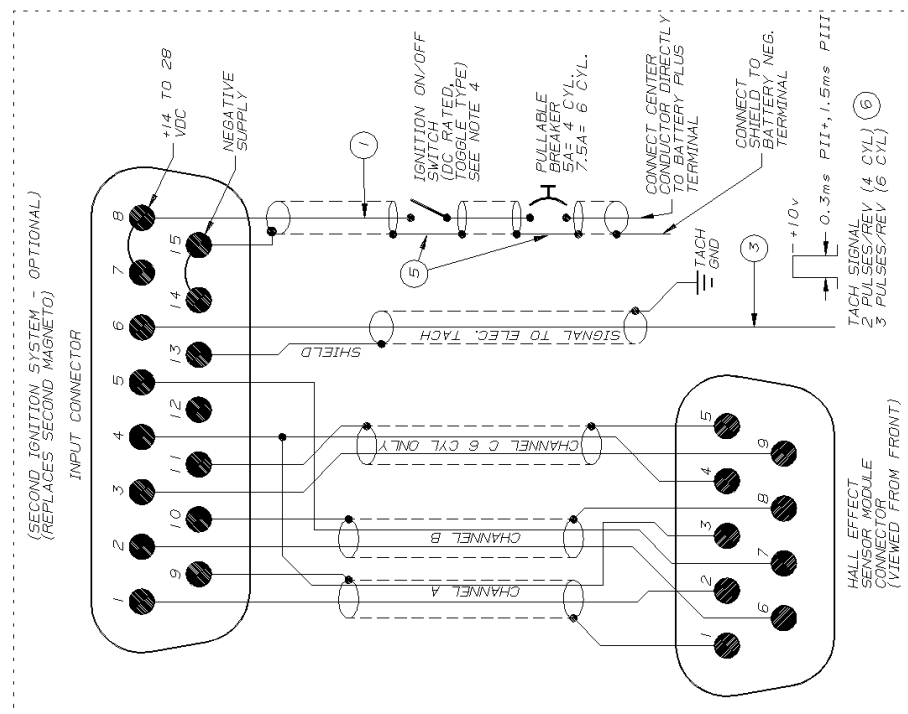 (SECOND IGNITION SYSTEM - OPTIONAL)
(REPLACES SECOND MAGNETO)
INPUT CONNECTOR
1
2
3
4
5
6
7
8
9
10
11
12
13
14
15
+14 TO 28
VDC
NEGATIVE
SUPPLY
1
IGNITION ON/OFF
SWITCH
(DC RATED,
TOGGLE TYPE)
SEE NOTE 4
5
PULLABLE
BREAKER
5A= 4 CYL.
7.5A= 6 CYL.
CONNECT CENTER
CONDUCTOR DIRECTLY
TO BATTERY PLUS
TERMINAL
CONNECT
SHIELD TO
BATTERY NEG.
TERMINAL
SHIELD
SIGNAL TO ELEC. TACH
TACH
GND
3
+10v
0.3ms PII+,1.5ms PIII
TACH SIGNAL
2 PULSES/REV (4 CYL)
3 PULSES/REV (6 CYL)
6
CHANNEL C 6 CYL ONLY
CHANNEL B
CHANNEL A
1
2
3
4
5
6
7
8
9
HALL EFFECT
SENSOR MODULE
CONNECTOR
(VIEWED FROM FRONT)